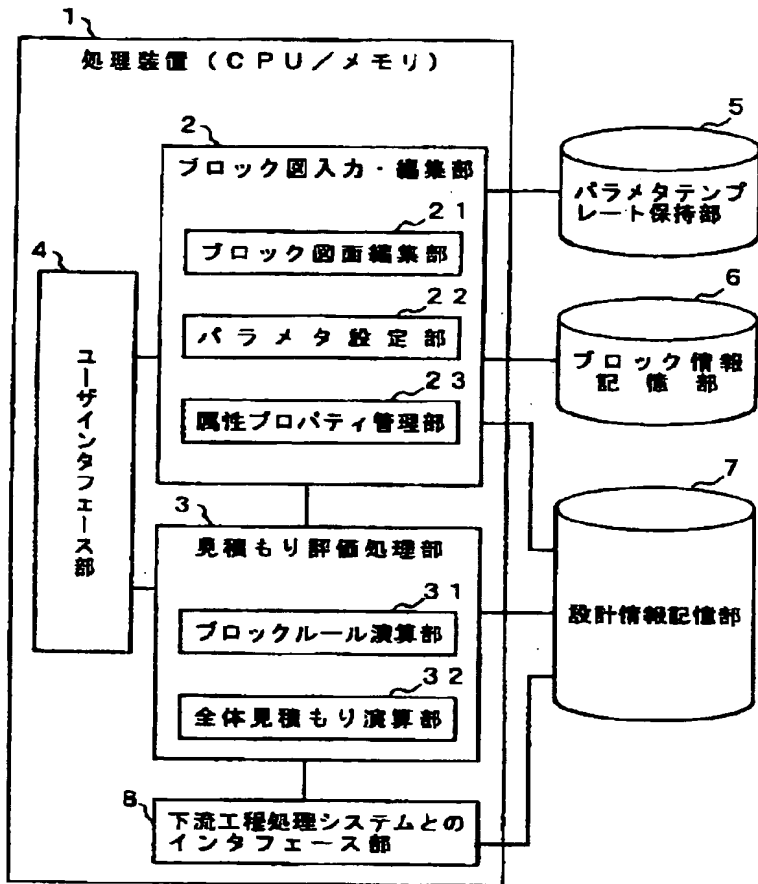 1
処理装置（CPU／メモリ）
2
ブロック図入力・編集部
21
ブロック図面編集部
22
パラメタ設定部
23
属性プロパティ管理部
4
ユーザインタフェース部
3
見積もり評価処理部
31
ブロックルール演算部
32
全体見積もり演算部
8
下流工程処理システムとの
インタフェース部
5
パラメタテンプ
レート保持部
6
ブロック情報
記憶部
7
設計情報記憶部